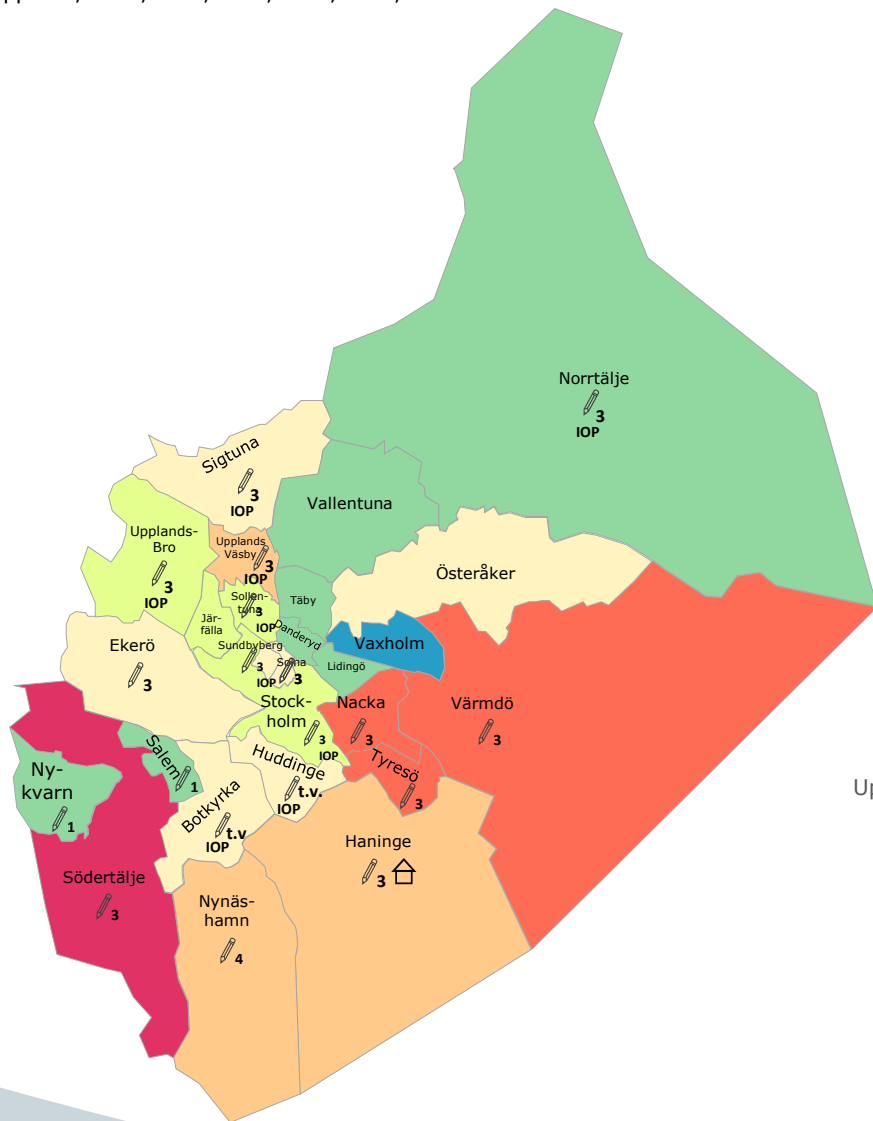 Norrtälje
3
IOP
Sigtuna
3
IOP
Vallentuna
Upplands-
Bro
3
IOP
Upplands
Väsby
3
IOP
Österåker
Sollen-
tuna
3
IOP
Täby
Jär-
fälla
Danderyd
Vaxholm
Ekerö
3
Sundbyberg
3
IOP
Solna
3
Lidingö
Stock-
holm
3
IOP
Nacka
3
Värmdö
3
Salem
1
Huddinge
t.v.
IOP
Tyresö
3
Ny-
kvarn
1
Botkyrka
t.v
IOP
Haninge
3
Södertälje
3
Nynäs-
hamn
4
Up